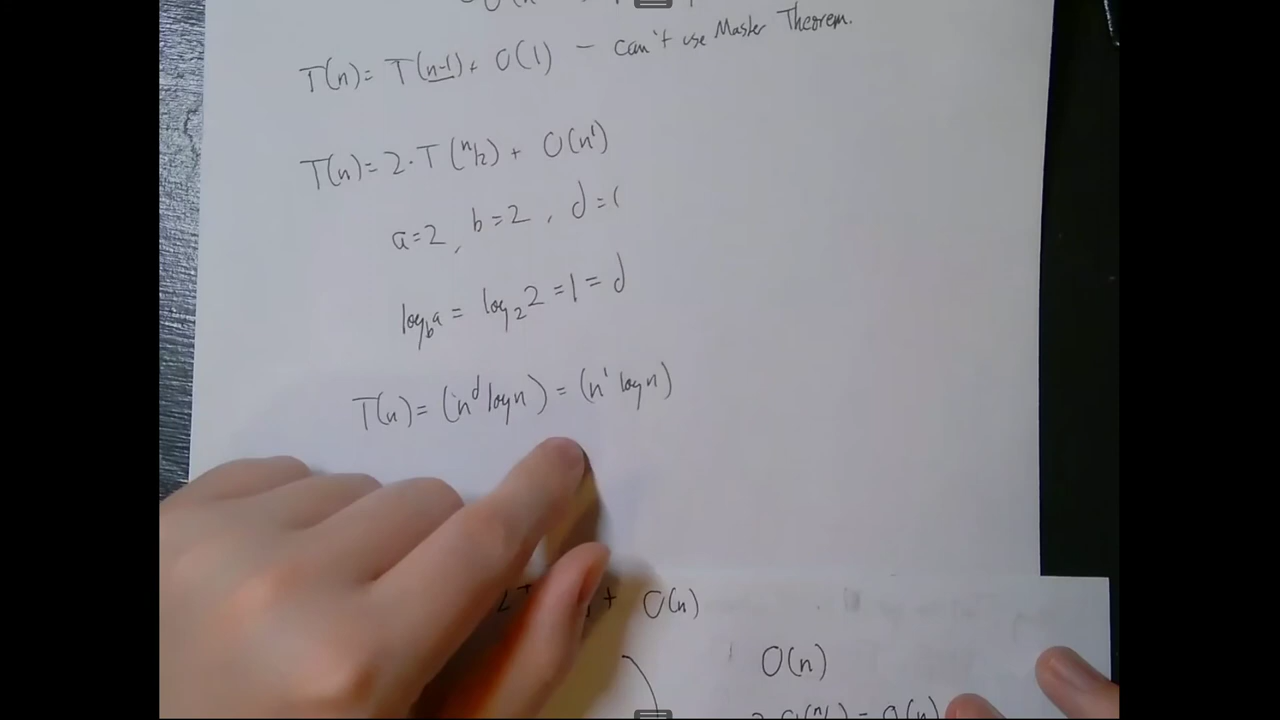 T(n) = T(n-1) + O(1) — can't use Master Theorem.
T(n) = 2·T(n/2) + O(n¹)
a=2, b=2, d=1
log_b a = log_2 2 = 1 = d
T(n) = (n^d log n) = (n¹ log n)
+ O(n)
O(n)